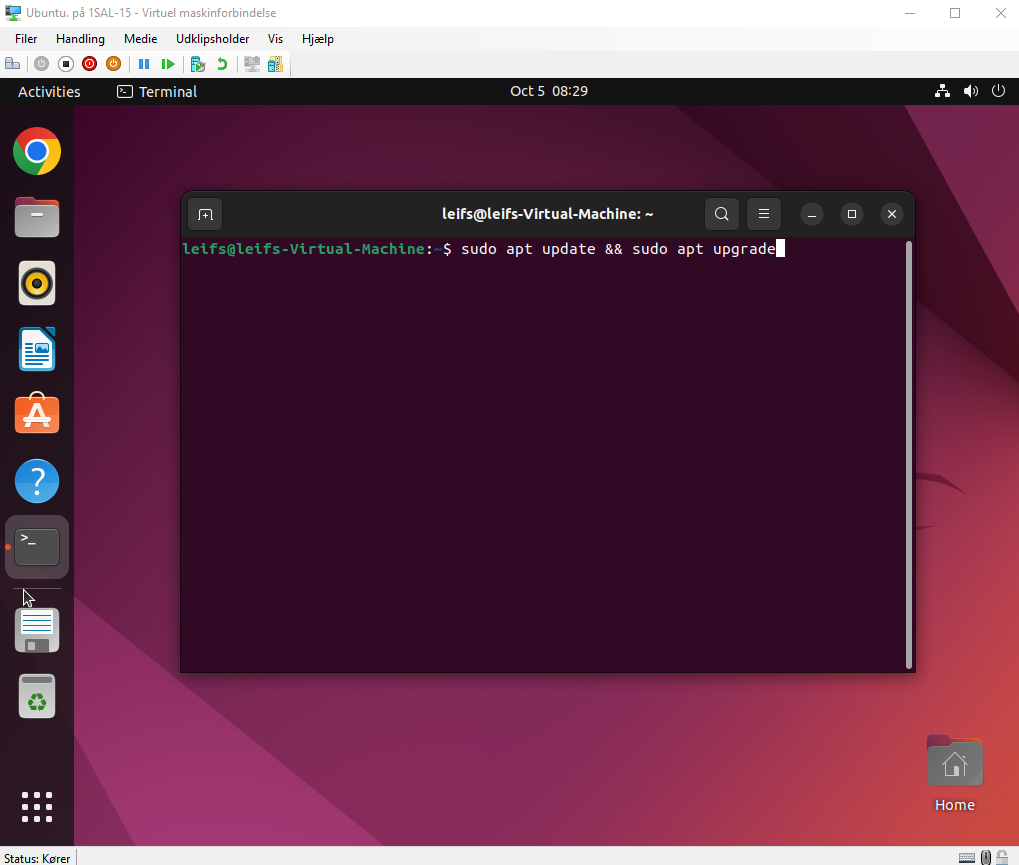 Ubuntu. på 1SAL-15 - Virtuel maskinforbindelse
Filer Handling Medie Udklipsholder Vis Hjælp
Activities Terminal Oct 5 08:29
leifs@leifs-Virtual-Machine: ~
leifs@leifs-Virtual-Machine:~$ sudo apt update && sudo apt upgrade
>_
Home
Status: Kører